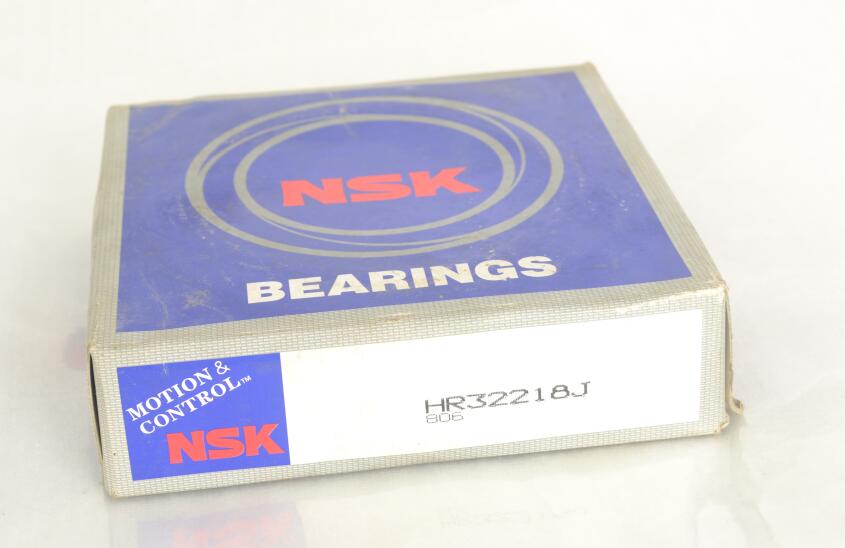 NSK
BEARINGS
MOTION &
CONTROL™
NSK
HR32218J
806